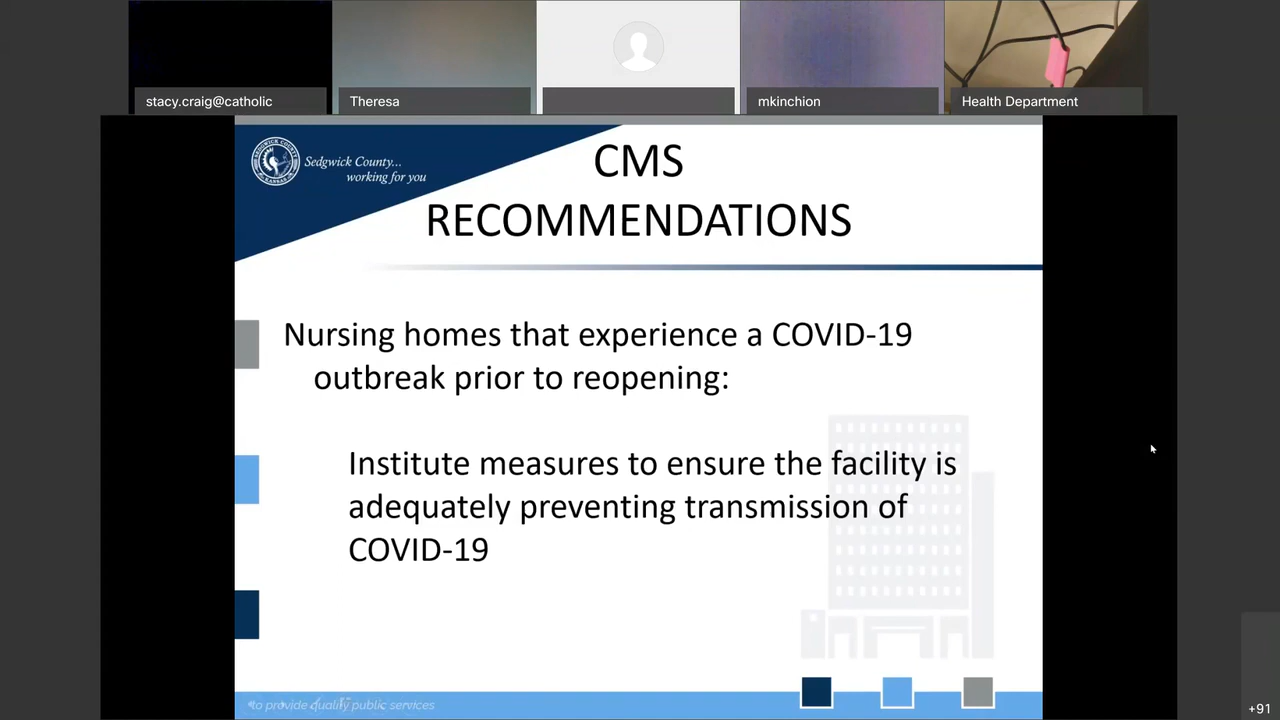 stacy.craig@catholic
Theresa
mkinchion
Health Department
Sedgwick County...
working for you
CMS
RECOMMENDATIONS
Nursing homes that experience a COVID-19
outbreak prior to reopening:
Institute measures to ensure the facility is
adequately preventing transmission of
COVID-19
to provide quality public services
+91